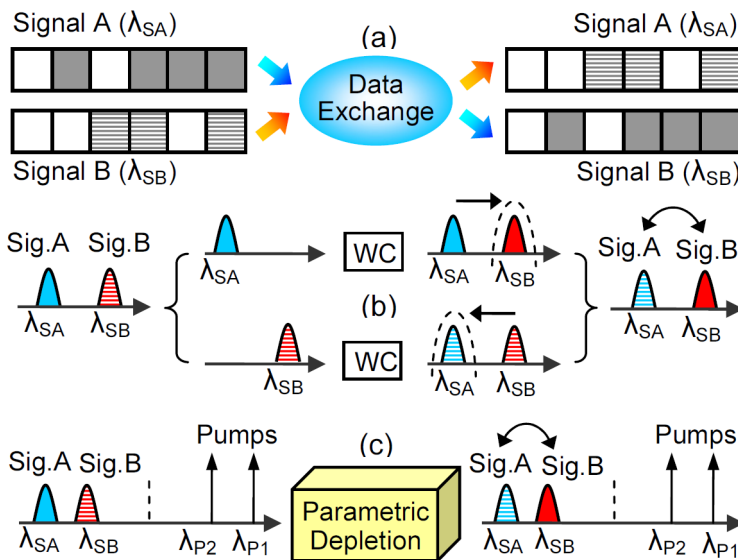 Signal A (λSA)
(a)
Signal A (λSA)
Data
Exchange
Signal B (λSB)
Signal B (λSB)
Sig.A Sig.B
λSA λSB
λSA
WC
λSA λSB
Sig.A Sig.B
λSA λSB
(b)
λSB
WC
λSA λSB
(c)
Sig.A Sig.B
Pumps
λSA λSB λP2 λP1
Parametric
Depletion
Sig.A Sig.B
Pumps
λSA λSB λP2 λP1